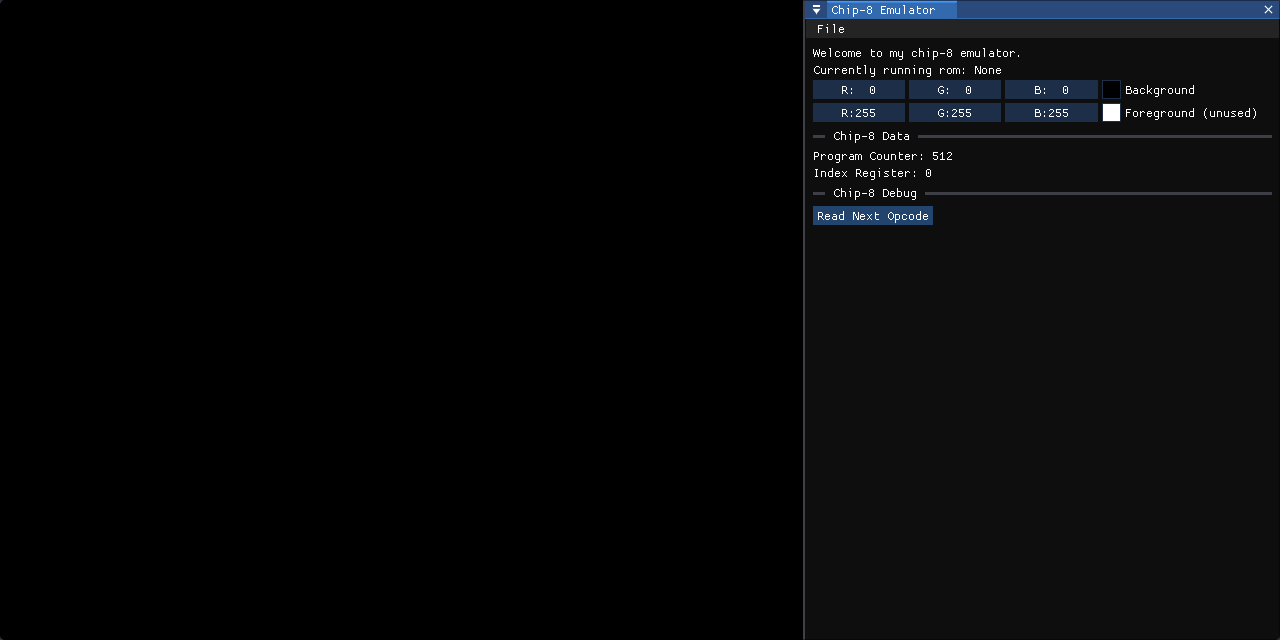 Chip-8 Emulator
File
Welcome to my chip-8 emulator.
Currently running rom: None
R:  0 G:  0 B:  0 Background
R:255 G:255 B:255 Foreground (unused)
Chip-8 Data
Program Counter: 512
Index Register: 0
Chip-8 Debug
Read Next Opcode